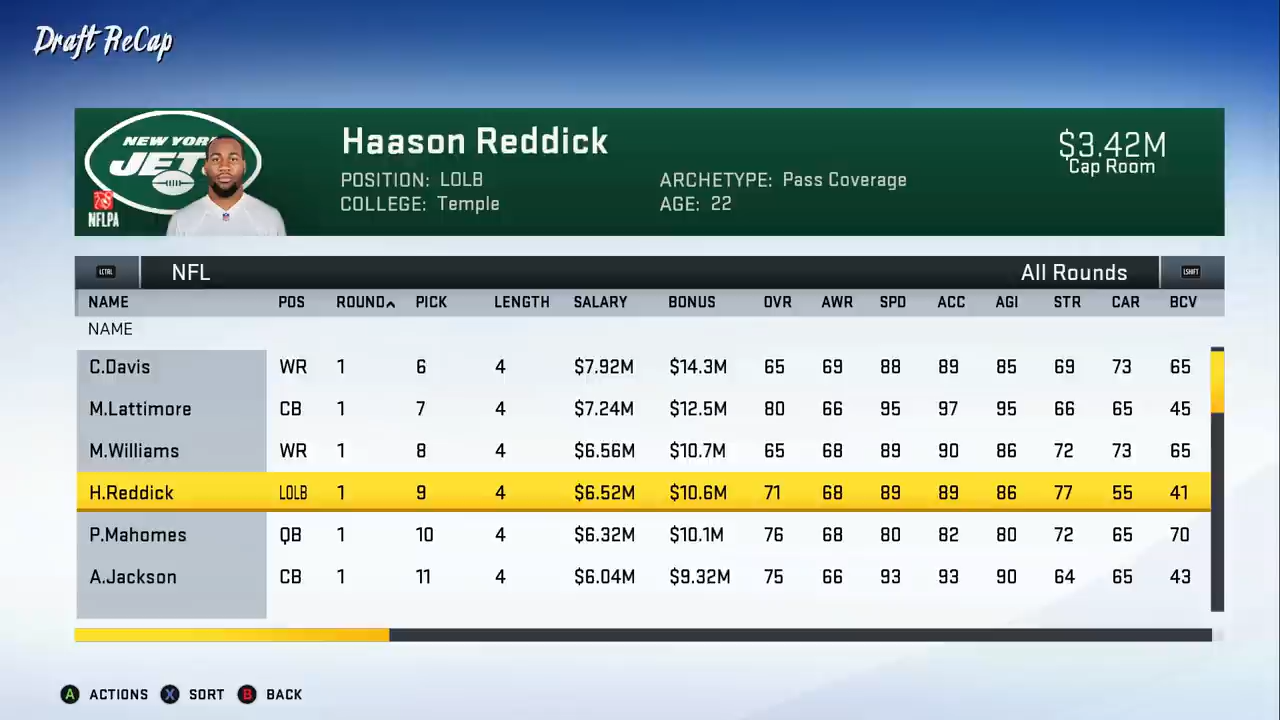 Draft ReCap
NEW YOR
JET
NFLPA
Haason Reddick
POSITION: LOLB
COLLEGE: Temple
ARCHETYPE: Pass Coverage
AGE: 22
$3.42M
Cap Room
LCTRL NFL All Rounds LSHIFT
NAME POS ROUND PICK LENGTH SALARY BONUS OVR AWR SPD ACC AGI STR CAR BCV
NAME
C.Davis WR 1 6 4 $7.92M $14.3M 65 69 88 89 85 69 73 65
M.Lattimore CB 1 7 4 $7.24M $12.5M 80 66 95 97 95 66 65 45
M.Williams WR 1 8 4 $6.56M $10.7M 65 68 89 90 86 72 73 65
H.Reddick LOLB 1 9 4 $6.52M $10.6M 71 68 89 89 86 77 55 41
P.Mahomes QB 1 10 4 $6.32M $10.1M 76 68 80 82 80 72 65 70
A.Jackson CB 1 11 4 $6.04M $9.32M 75 66 93 93 90 64 65 43
A ACTIONS X SORT B BACK